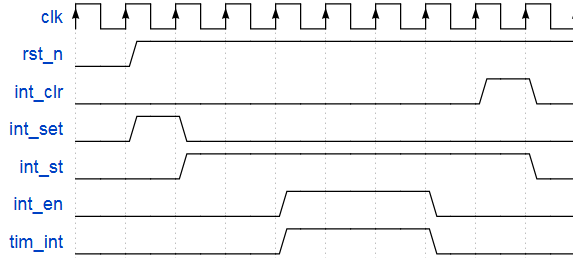 clk
rst_n
int_clr
int_set
int_st
int_en
tim_int